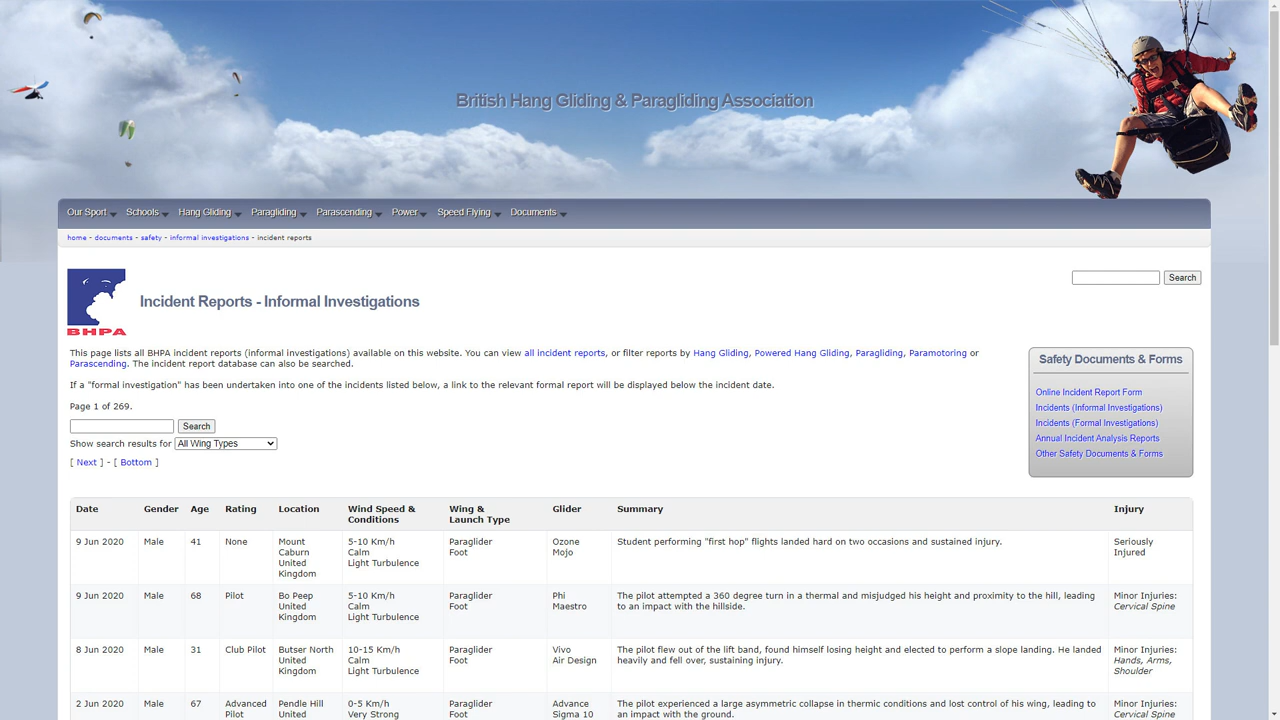 British Hang Gliding & Paragliding Association
Our Sport Schools Hang Gliding Paragliding Parascending Power Speed Flying Documents
home - documents - safety - informal investigations - incident reports
Search
BHPA
Incident Reports - Informal Investigations
This page lists all BHPA incident reports (informal investigations) available on this website. You can view all incident reports, or filter reports by Hang Gliding, Powered Hang Gliding, Paragliding, Paramotoring or
Parascending. The incident report database can also be searched.
If a "formal investigation" has been undertaken into one of the incidents listed below, a link to the relevant formal report will be displayed below the incident date.
Page 1 of 269.
Search
Show search results for All Wing Types
[ Next ] - [ Bottom ]
Safety Documents & Forms
Online Incident Report Form
Incidents (Informal Investigations)
Incidents (Formal Investigations)
Annual Incident Analysis Reports
Other Safety Documents & Forms
Date Gender Age Rating Location Wind Speed & Wing & Glider Summary Injury
Conditions Launch Type
9 Jun 2020 Male 41 None Mount 5-10 Km/h Paraglider Ozone Student performing "first hop" flights landed hard on two occasions and sustained injury. Seriously
Caburn Calm Foot Mojo Injured
United Light Turbulence
Kingdom
9 Jun 2020 Male 68 Pilot Bo Peep 5-10 Km/h Paraglider Phi The pilot attempted a 360 degree turn in a thermal and misjudged his height and proximity to the hill, leading Minor Injuries:
United Calm Foot Maestro to an impact with the hillside. Cervical Spine
Kingdom Light Turbulence
8 Jun 2020 Male 31 Club Pilot Butser North 10-15 Km/h Paraglider Vivo The pilot flew out of the lift band, found himself losing height and elected to perform a slope landing. He landed Minor Injuries:
United Calm Foot Air Design heavily and fell over, sustaining injury. Hands, Arms,
Kingdom Light Turbulence Shoulder
2 Jun 2020 Male 67 Advanced Pendle Hill 0-5 Km/h Paraglider Advance The pilot experienced a large asymmetric collapse in thermic conditions and lost control of his wing, leading to Minor Injuries:
Pilot United Very Strong Foot Sigma 10 an impact with the ground. Cervical Spine